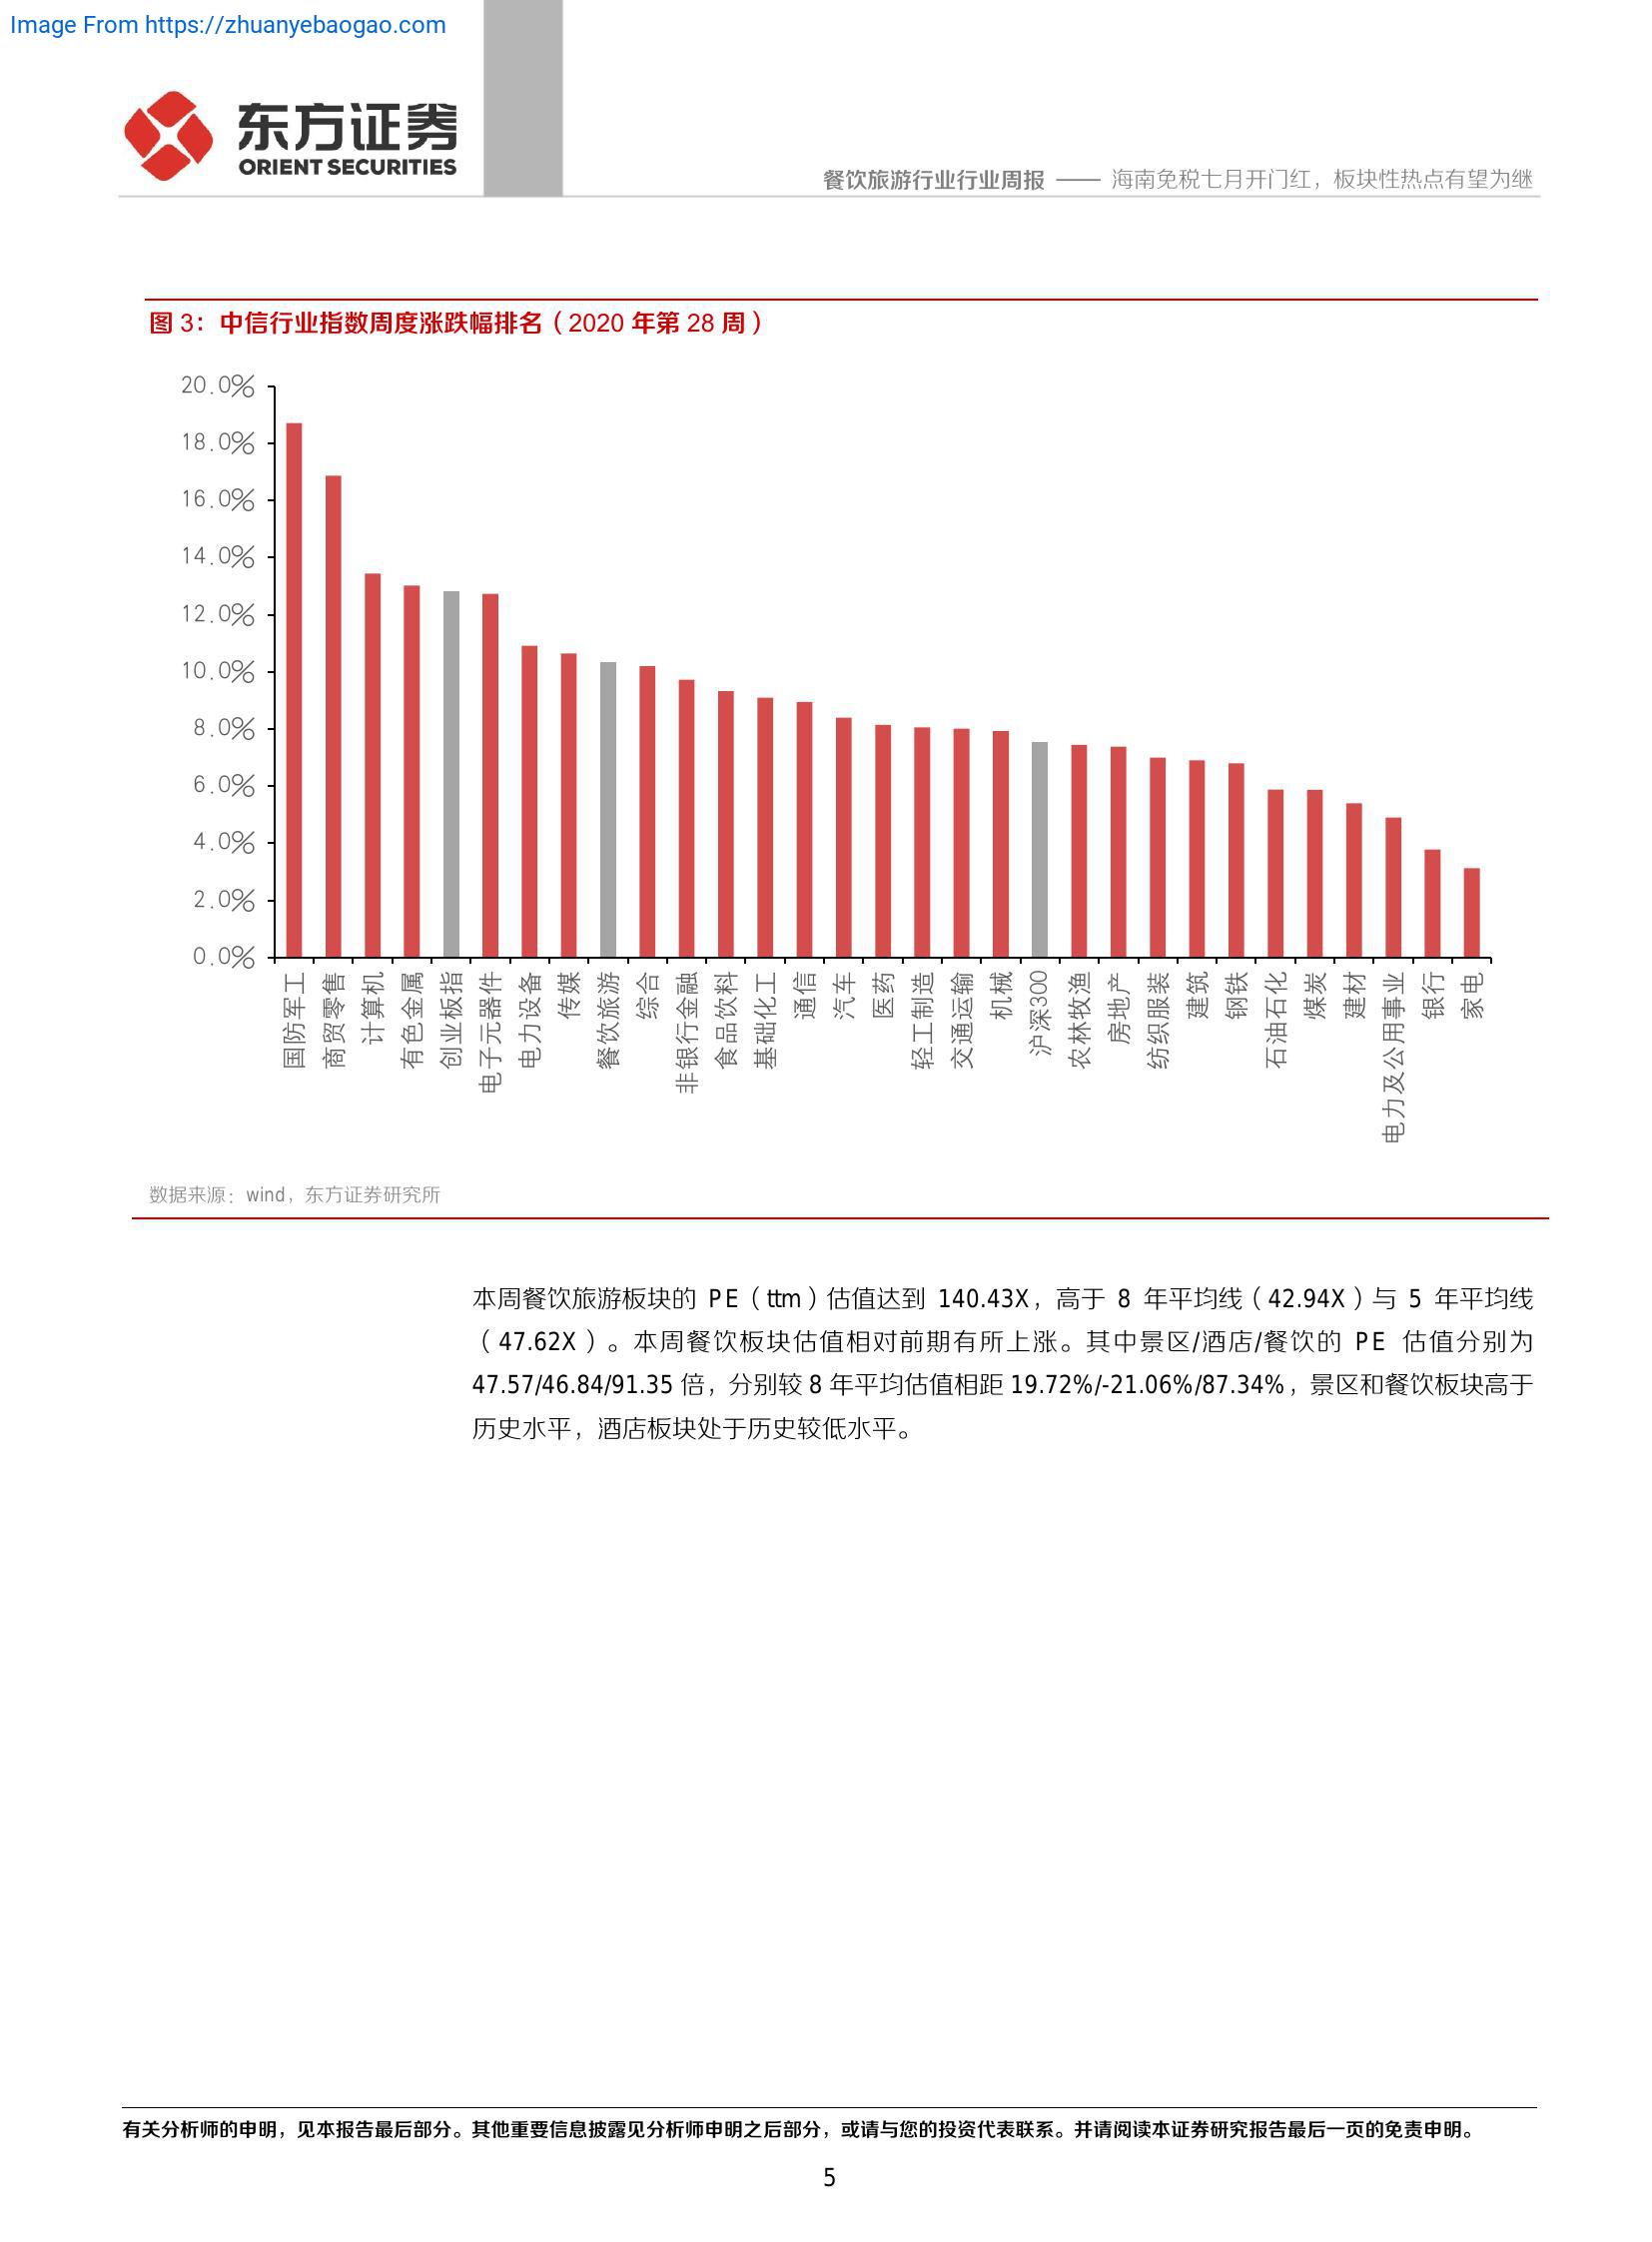 Image From https://zhuanyebaogao.com
东方证券
ORIENT SECURITIES
餐饮旅游行业行业周报 —— 海南免税七月开门红，板块性热点有望为继
图 3：中信行业指数周度涨跌幅排名（2020 年第 28 周）
20.0%
18.0%
16.0%
14.0%
12.0%
10.0%
8.0%
6.0%
4.0%
2.0%
0.0%
国防军工
商贸零售
计算机
有色金属
创业板指
电子元器件
电力设备
传媒
餐饮旅游
综合
非银行金融
食品饮料
基础化工
通信
汽车
医药
轻工制造
交通运输
机械
沪深300
农林牧渔
房地产
纺织服装
建筑
钢铁
石油石化
煤炭
建材
电力及公用事业
银行
家电
数据来源：wind，东方证券研究所
本周餐饮旅游板块的 PE（ttm）估值达到 140.43X，高于 8 年平均线（42.94X）与 5 年平均线
（47.62X）。本周餐饮板块估值相对前期有所上涨。其中景区/酒店/餐饮的 PE 估值分别为
47.57/46.84/91.35 倍，分别较 8 年平均估值相距 19.72%/-21.06%/87.34%，景区和餐饮板块高于
历史水平，酒店板块处于历史较低水平。
有关分析师的申明，见本报告最后部分。其他重要信息披露见分析师申明之后部分，或请与您的投资代表联系。并请阅读本证券研究报告最后一页的免责申明。
5